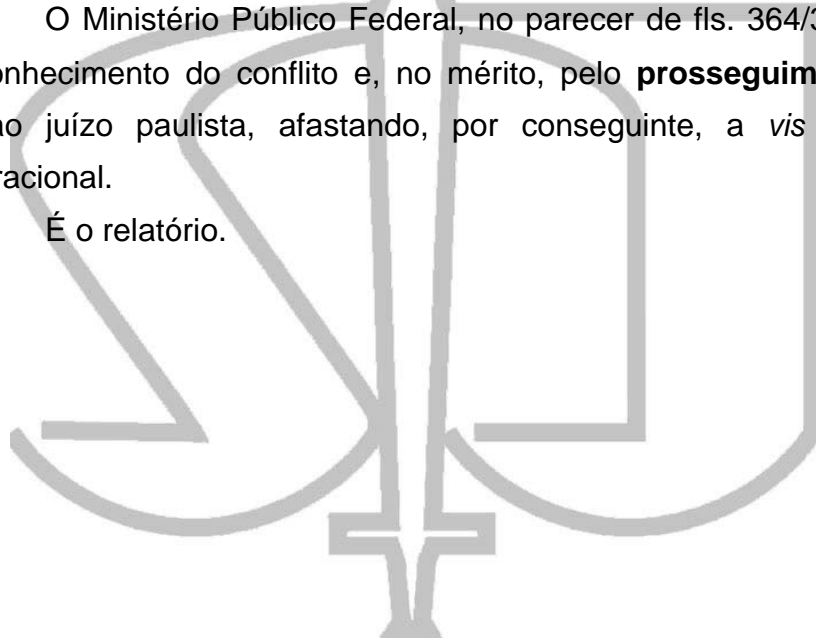 O Ministério Público Federal, no parecer de fls. 364/3
onhecimento do conflito e, no mérito, pelo prosseguim
ao juízo paulista, afastando, por conseguinte, a vis
racional.
É o relatório.